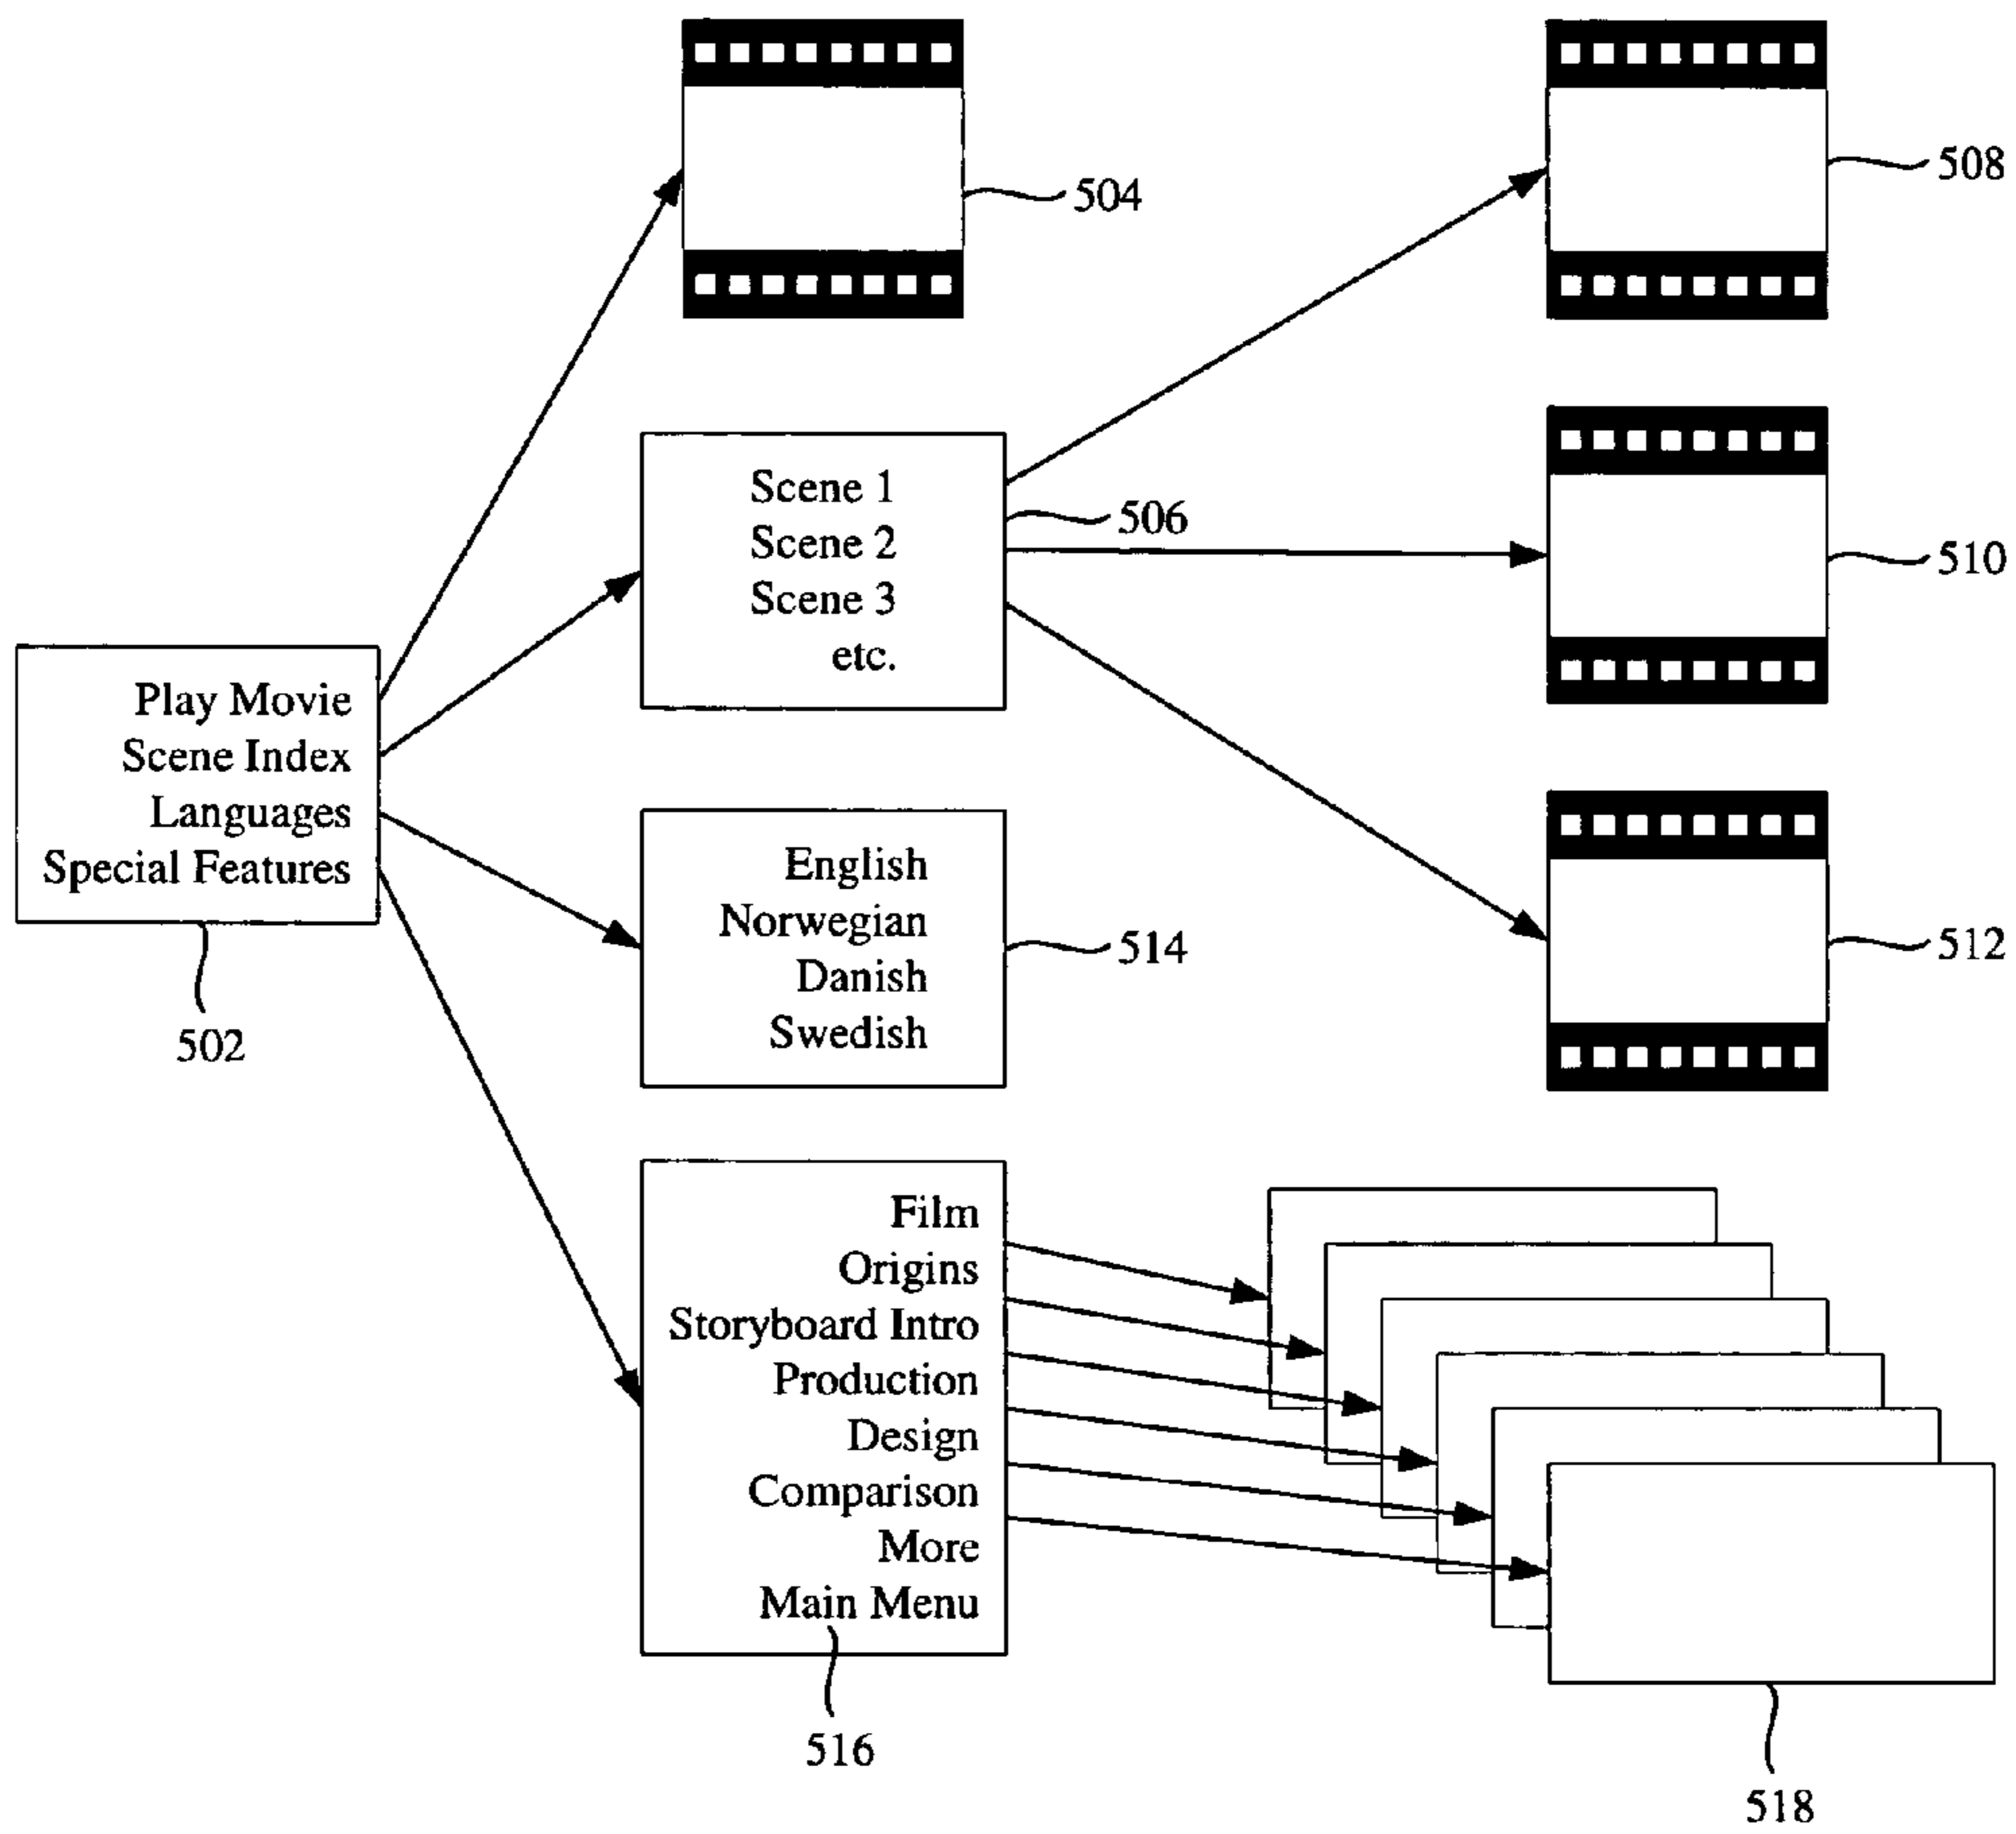 504
508
Scene 1
Scene 2
Scene 3
etc.
506
510
Play Movie
Scene Index
Languages
Special Features
502
English
Norwegian
Danish
Swedish
514
512
Film
Origins
Storyboard Intro
Production
Design
Comparison
More
Main Menu
516
518